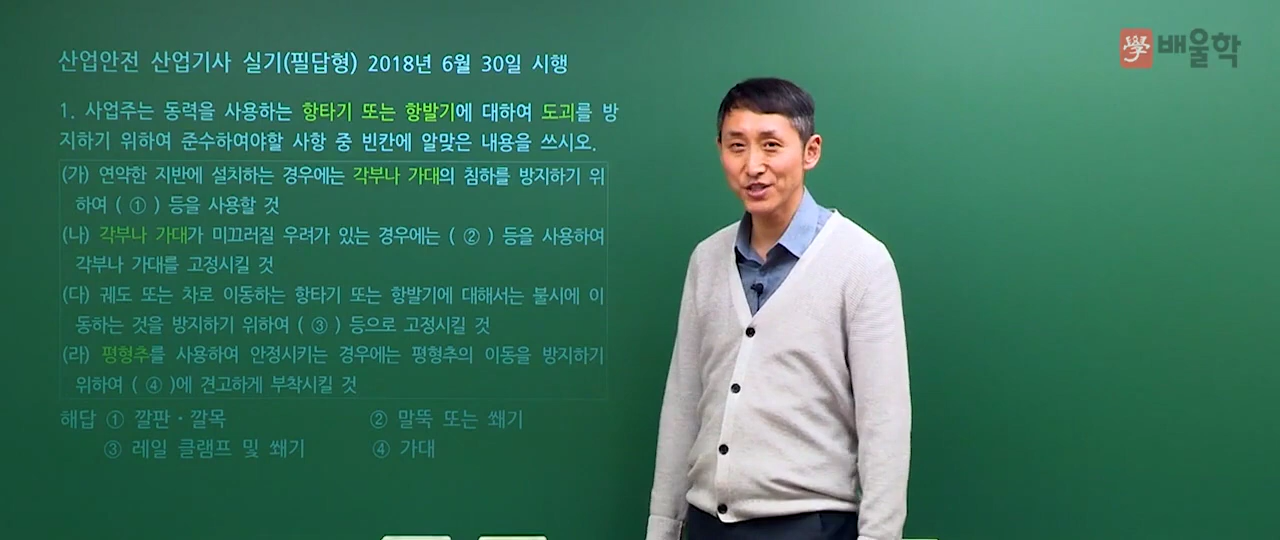 學 배울학
산업안전 산업기사 실기(필답형) 2018년 6월 30일 시행
1. 사업주는 동력을 사용하는 항타기 또는 항발기에 대하여 도괴를 방
지하기 위하여 준수하여야할 사항 중 빈칸에 알맞은 내용을 쓰시오.
(가) 연약한 지반에 설치하는 경우에는 각부나 가대의 침하를 방지하기 위
하여 ( ① ) 등을 사용할 것
(나) 각부나 가대가 미끄러질 우려가 있는 경우에는 ( ② ) 등을 사용하여
각부나 가대를 고정시킬 것
(다) 궤도 또는 차로 이동하는 항타기 또는 항발기에 대해서는 불시에 이
동하는 것을 방지하기 위하여 ( ③ ) 등으로 고정시킬 것
(라) 평형추를 사용하여 안정시키는 경우에는 평형추의 이동을 방지하기
위하여 ( ④ )에 견고하게 부착시킬 것
해답 ① 깔판·깔목 ② 말뚝 또는 쐐기
③ 레일 클램프 및 쐐기 ④ 가대